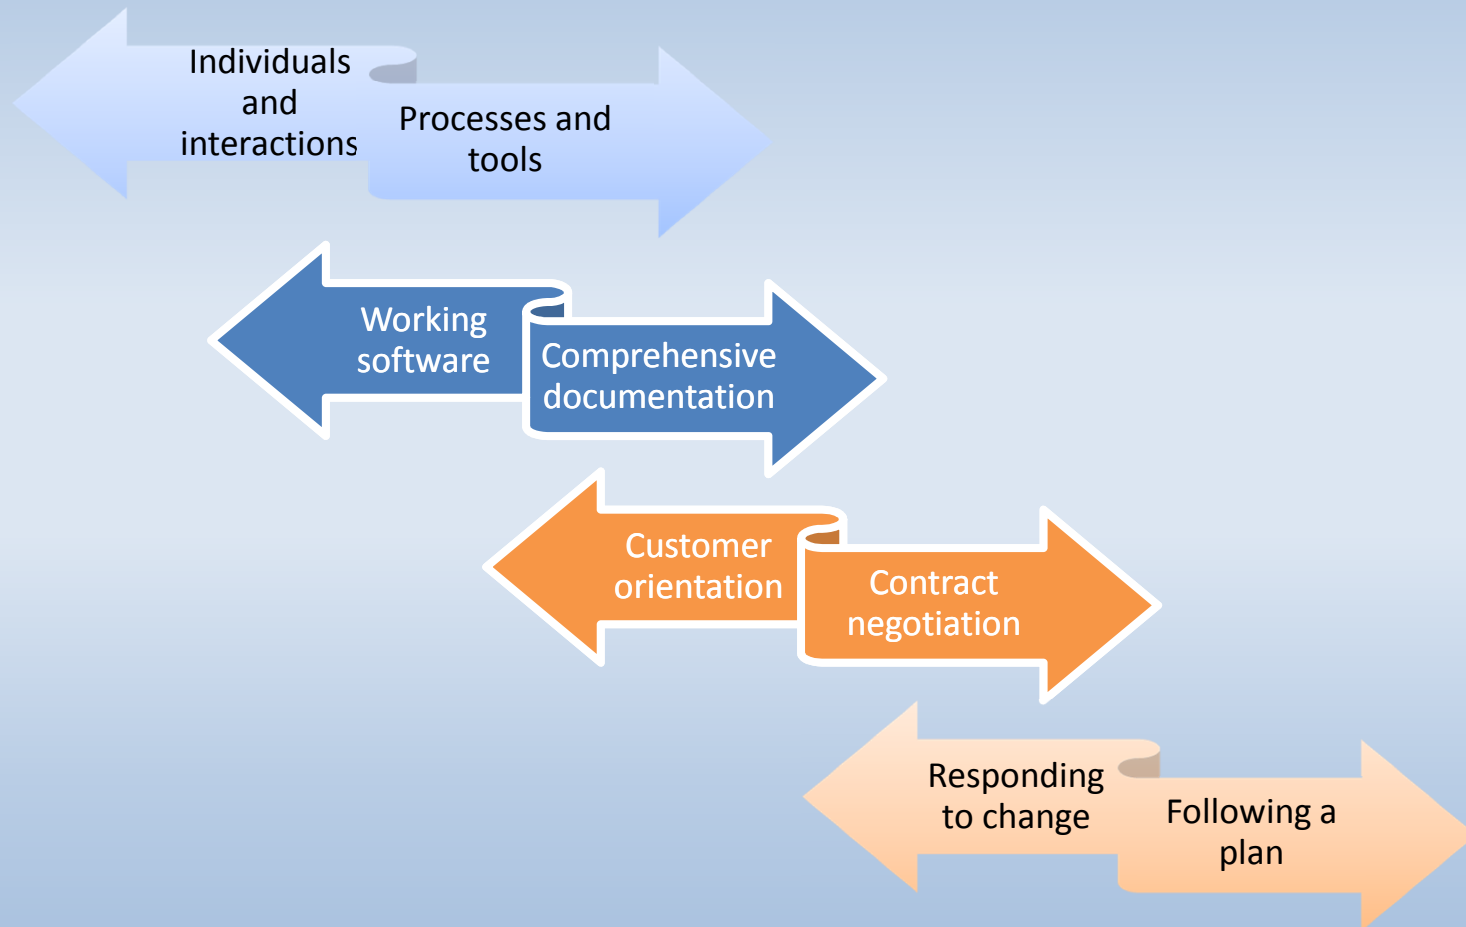 Individuals
and
interactions
Processes and
tools
Working
software
Comprehensive
documentation
Customer
orientation
Contract
negotiation
Responding
to change
Following a
plan